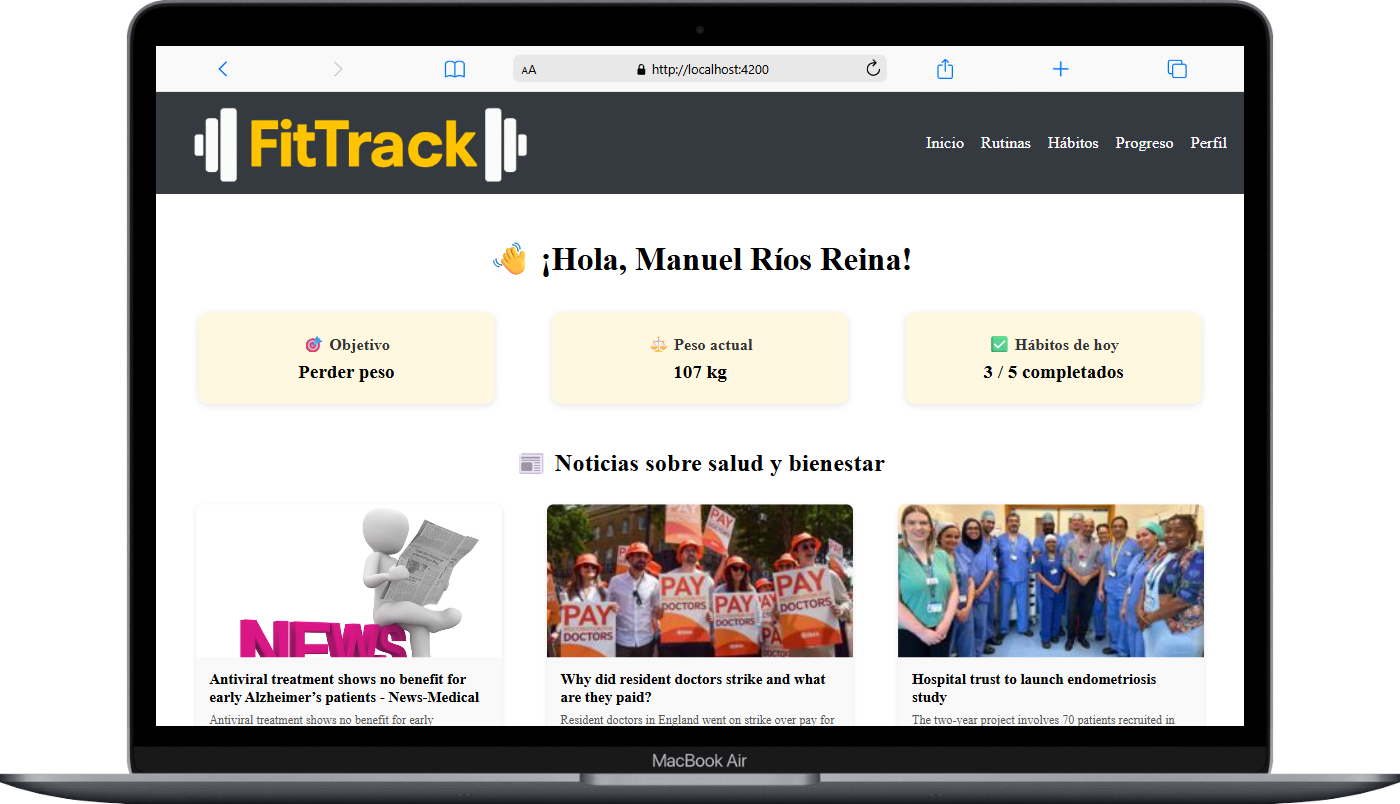 AA http://localhost:4200
FitTrack
Inicio Rutinas Hábitos Progreso Perfil
👋 ¡Hola, Manuel Ríos Reina!
🎯 Objetivo
Perder peso
⚖️ Peso actual
107 kg
✅ Hábitos de hoy
3 / 5 completados
📰 Noticias sobre salud y bienestar
NEWS
Antiviral treatment shows no benefit for
early Alzheimer’s patients - News-Medical
Antiviral treatment shows no benefit for early
PAY
DOCTORS
PAY
DOCTORS
PAY
DOCTORS
PAY
DOCTORS
PAY
Why did resident doctors strike and what
are they paid?
Resident doctors in England went on strike over pay for
Hospital trust to launch endometriosis
study
The two-year project involves 70 patients recruited in
MacBook Air